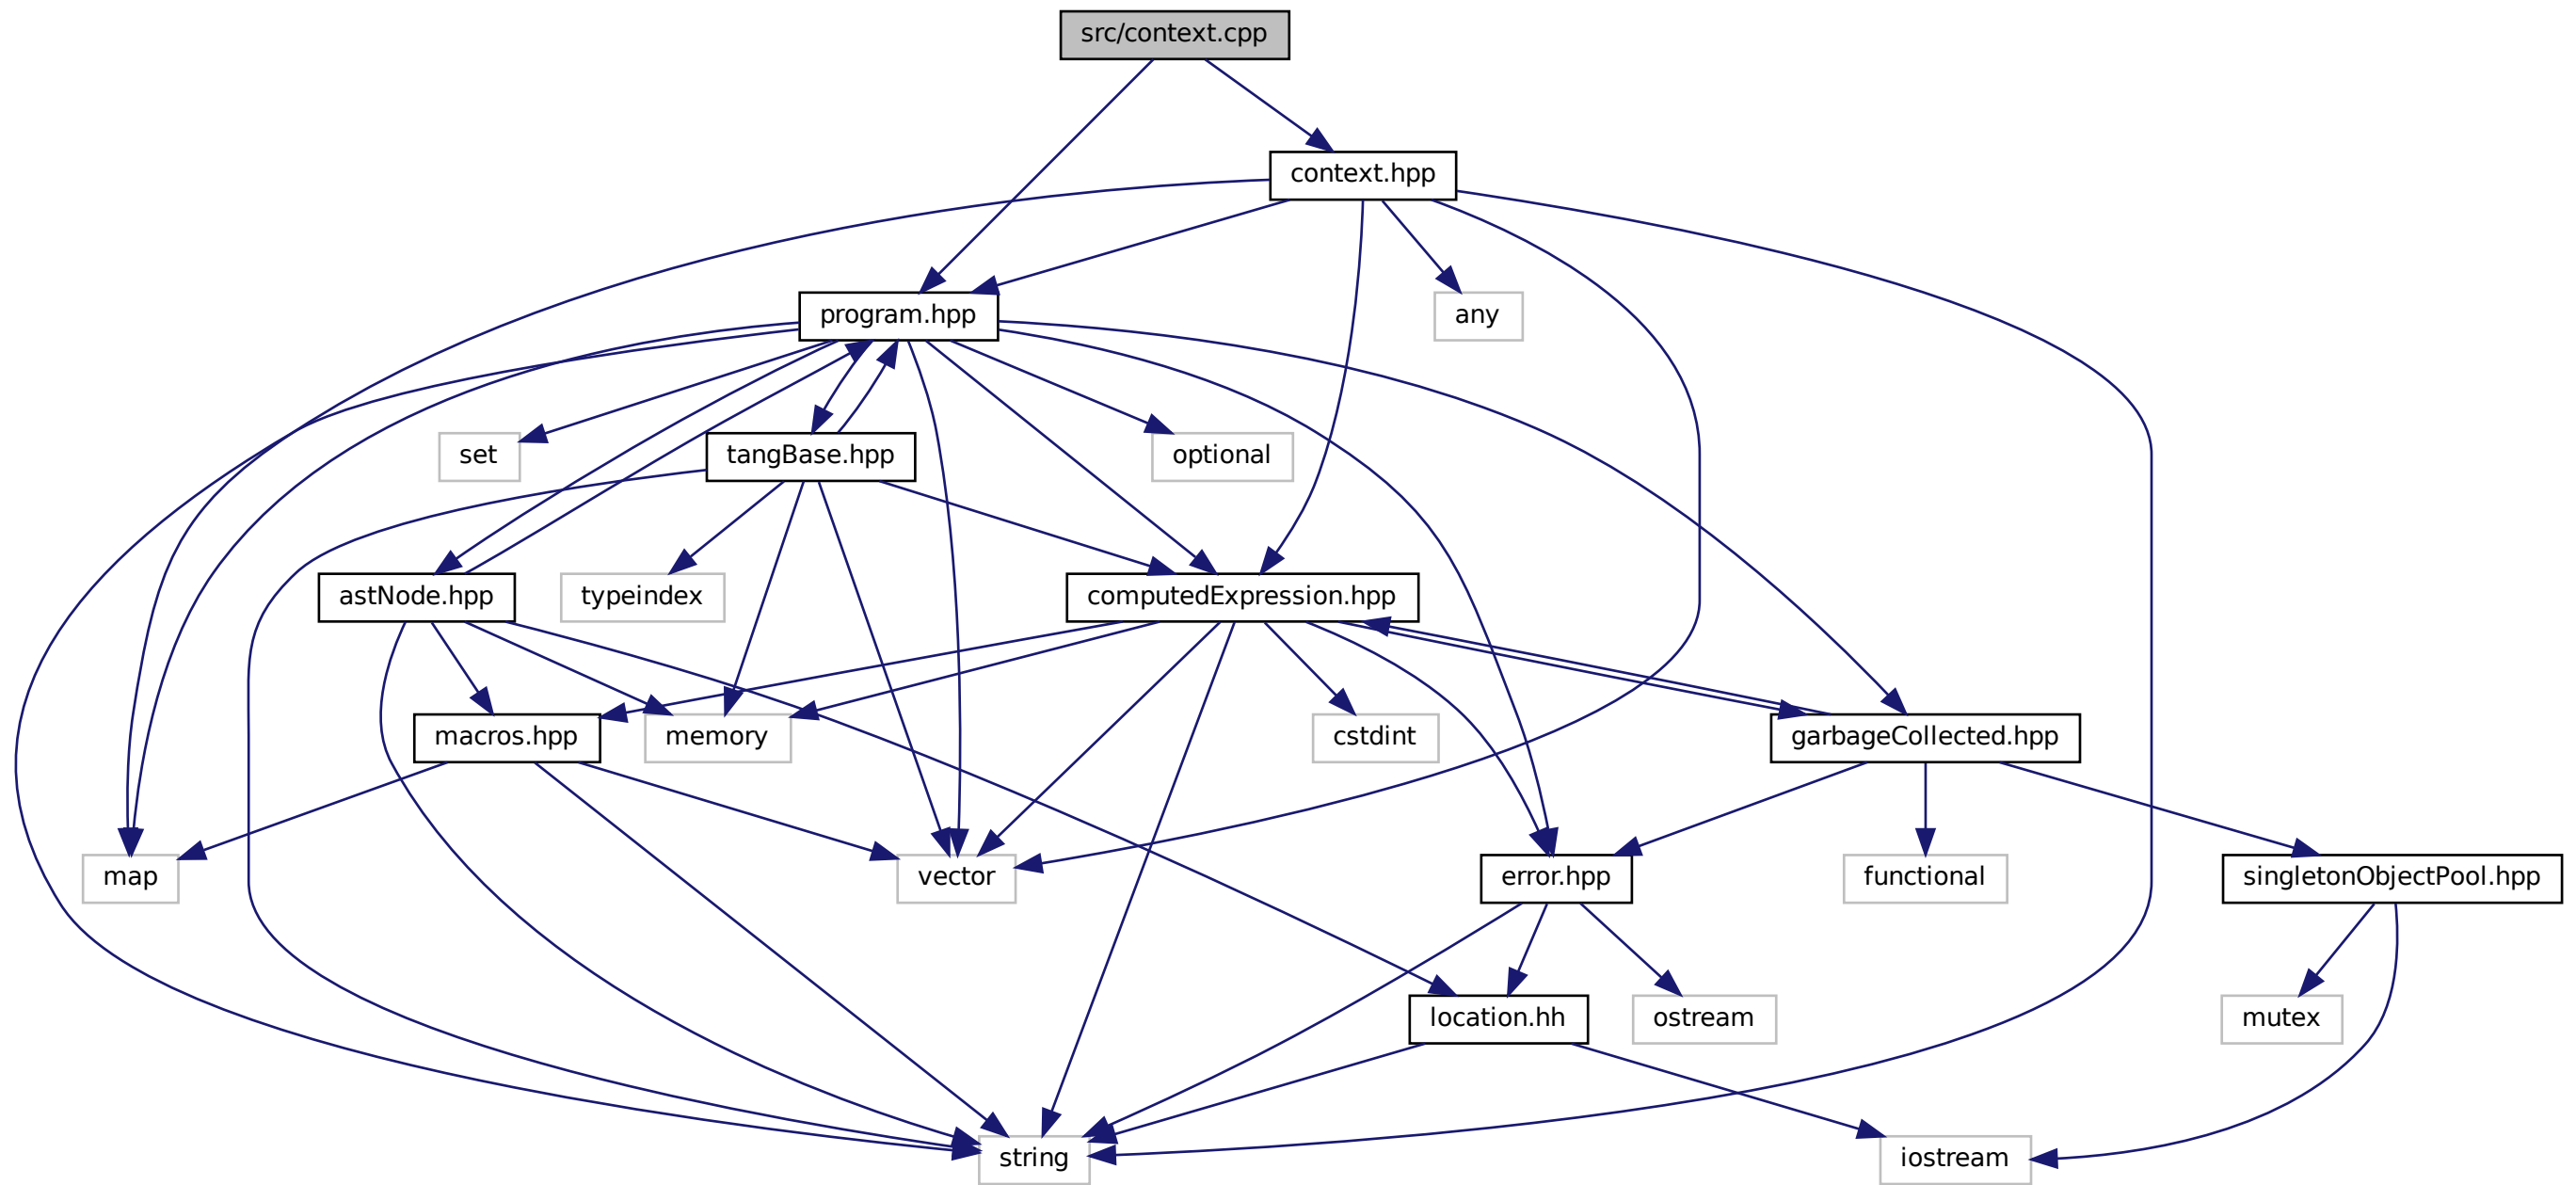 src/context.cpp
context.hpp
program.hpp
any
set
tangBase.hpp
optional
astNode.hpp
typeindex
computedExpression.hpp
macros.hpp
memory
cstdint
garbageCollected.hpp
map
vector
error.hpp
functional
singletonObjectPool.hpp
location.hh
ostream
mutex
string
iostream